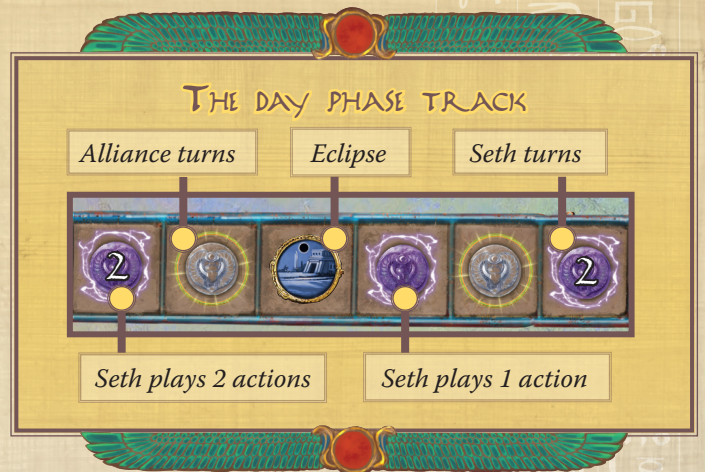 The day phase track
Alliance turns
Eclipse
Seth turns
2
2
Seth plays 2 actions
Seth plays 1 action